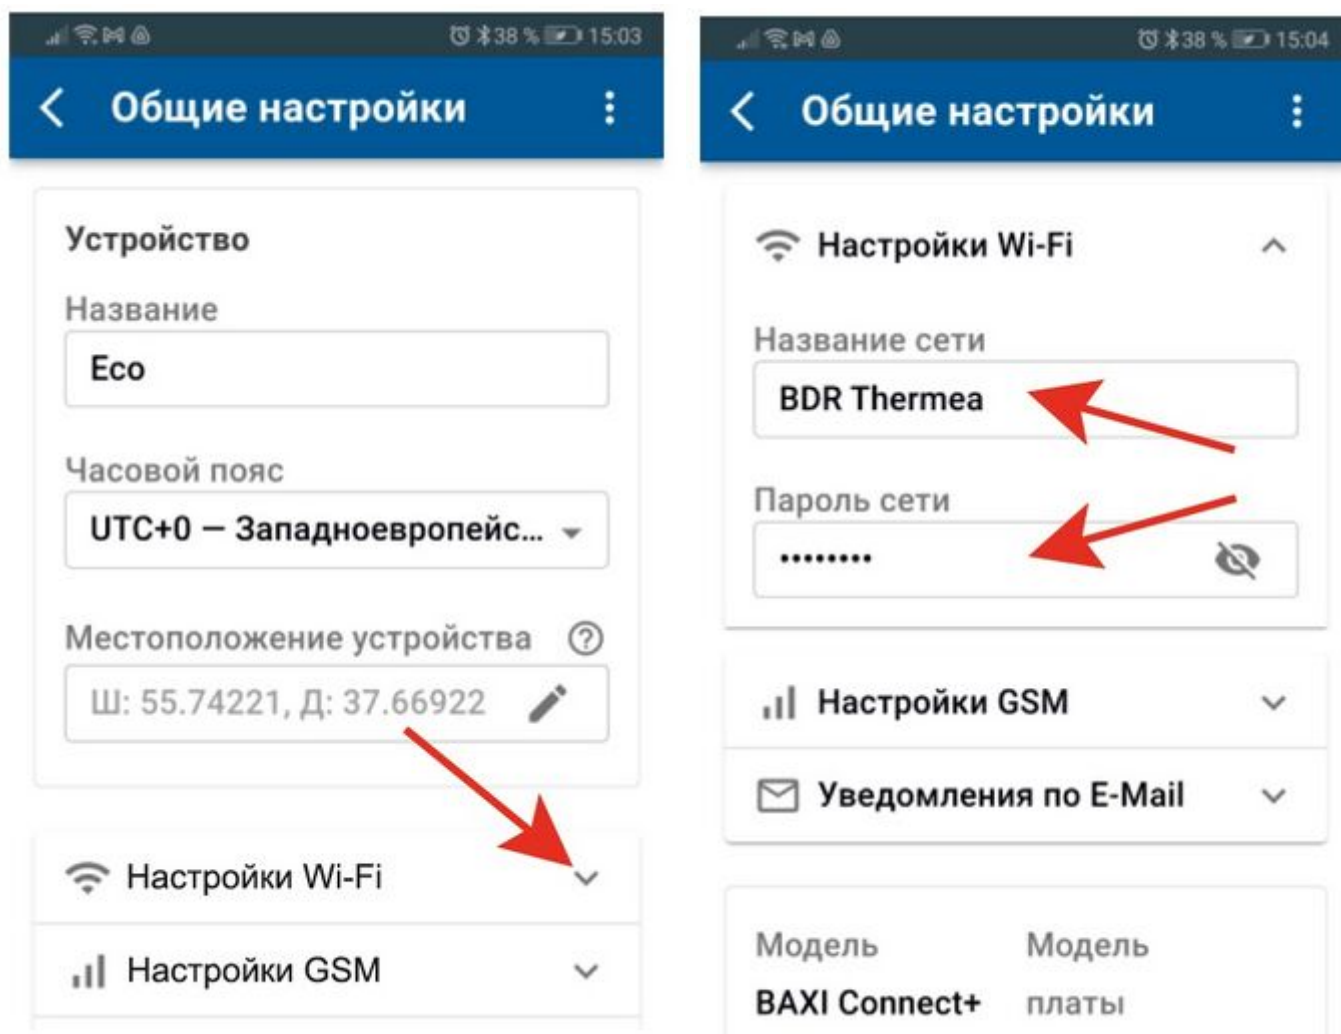 38 % 15:03
Общие настройки
Устройство
Название
Eco
Часовой пояс
UTC+0 — Западноевропейс...
Местоположение устройства
Ш: 55.74221, Д: 37.66922
Настройки Wi-Fi
Настройки GSM
38 % 15:04
Общие настройки
Настройки Wi-Fi
Название сети
BDR Thermea
Пароль сети
••••••••
Настройки GSM
Уведомления по E-Mail
Модель Модель
BAXI Connect+ платы